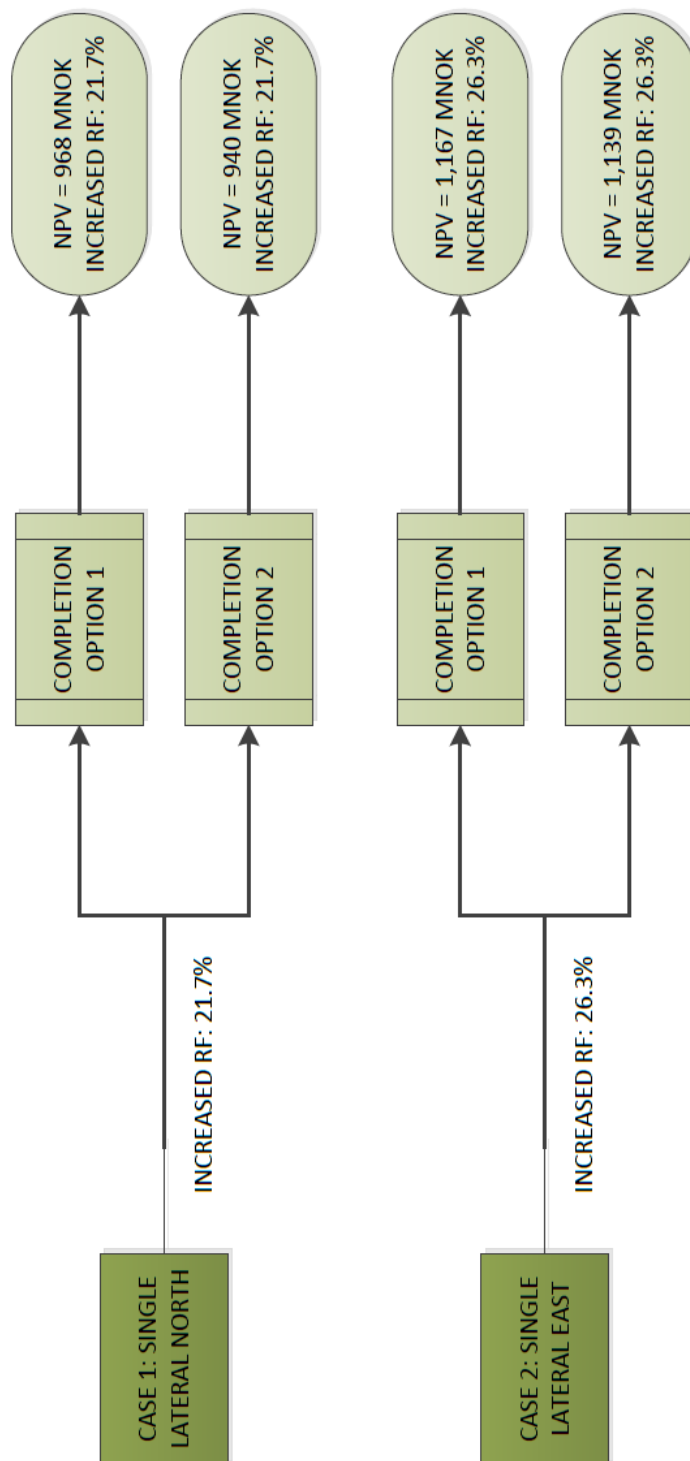 CASE 1: SINGLE
LATERAL NORTH
INCREASED RF: 21.7%
COMPLETION
OPTION 1
NPV = 968 MNOK
INCREASED RF: 21.7%
COMPLETION
OPTION 2
NPV = 940 MNOK
INCREASED RF: 21.7%
CASE 2: SINGLE
LATERAL EAST
INCREASED RF: 26.3%
COMPLETION
OPTION 1
NPV = 1,167 MNOK
INCREASED RF: 26.3%
COMPLETION
OPTION 2
NPV = 1,139 MNOK
INCREASED RF: 26.3%